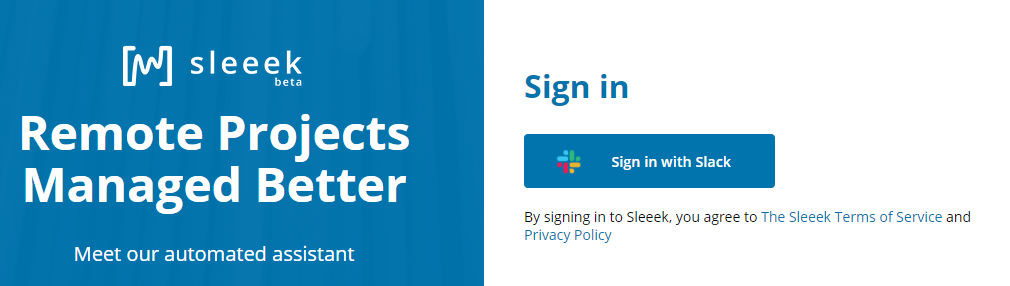 sleeek
beta
Remote Projects
Managed Better
Meet our automated assistant
Sign in
Sign in with Slack
By signing in to Sleeek, you agree to The Sleeek Terms of Service and
Privacy Policy